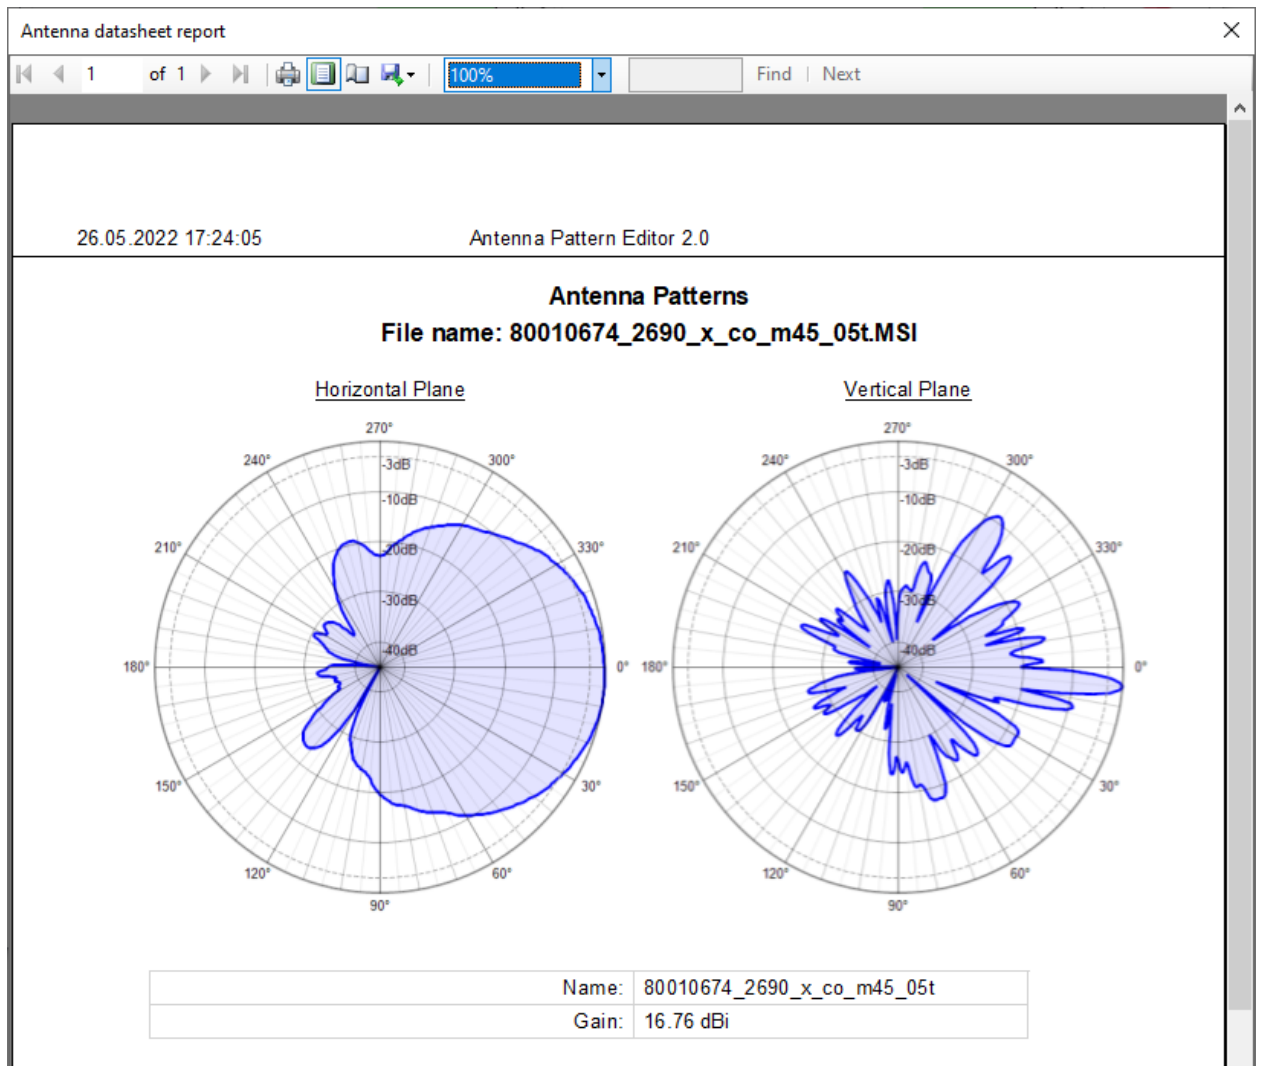 Antenna datasheet report
1 of 1 100% Find | Next
26.05.2022 17:24:05 Antenna Pattern Editor 2.0
Antenna Patterns
File name: 80010674_2690_x_co_m45_05t.MSI
Horizontal Plane
270°
240° -3dB 300°
-10dB
210° -20dB 330°
-30dB
180° -40dB 0°
150° 30°
120° 60°
90°
Vertical Plane
270°
240° -3dB 300°
-10dB
210° -20dB 330°
-30dB
180° -40dB 0°
150° 30°
120° 60°
90°
Name: 80010674_2690_x_co_m45_05t
Gain: 16.76 dBi